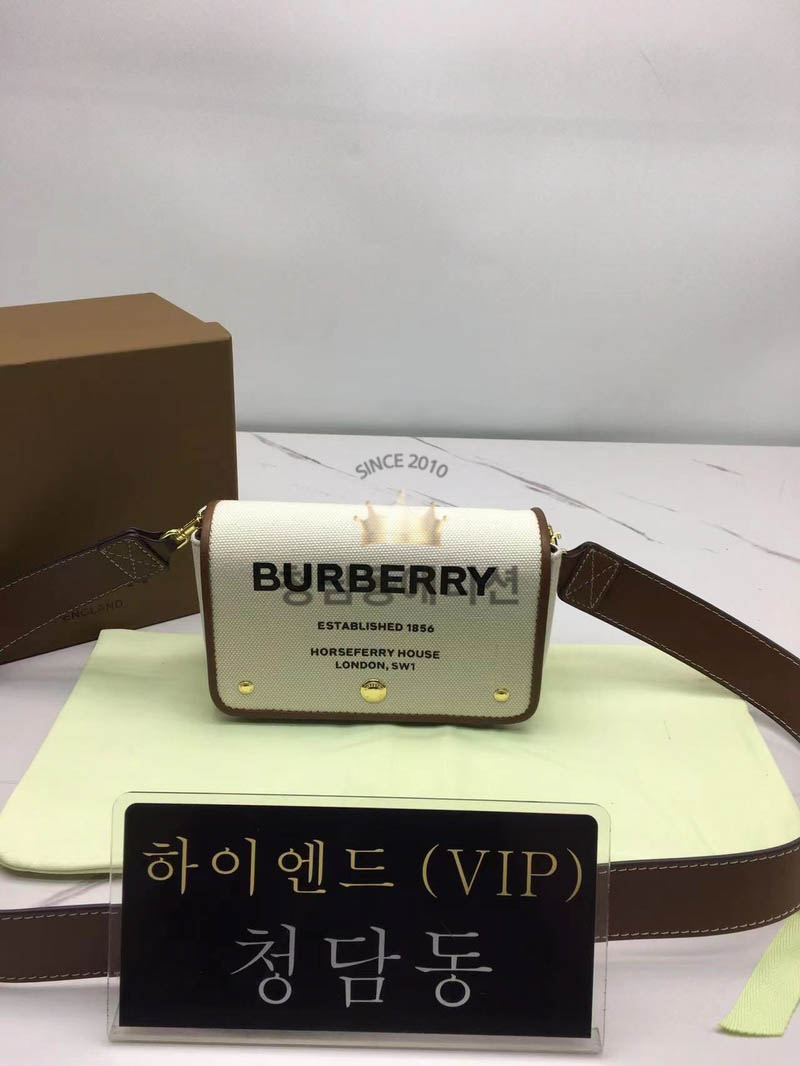 SINCE 2010
BURBERRY
ESTABLISHED 1856
HORSEFERRY HOUSE
LONDON, SW1
ENGLAND
하이엔드 (VIP)
청담동